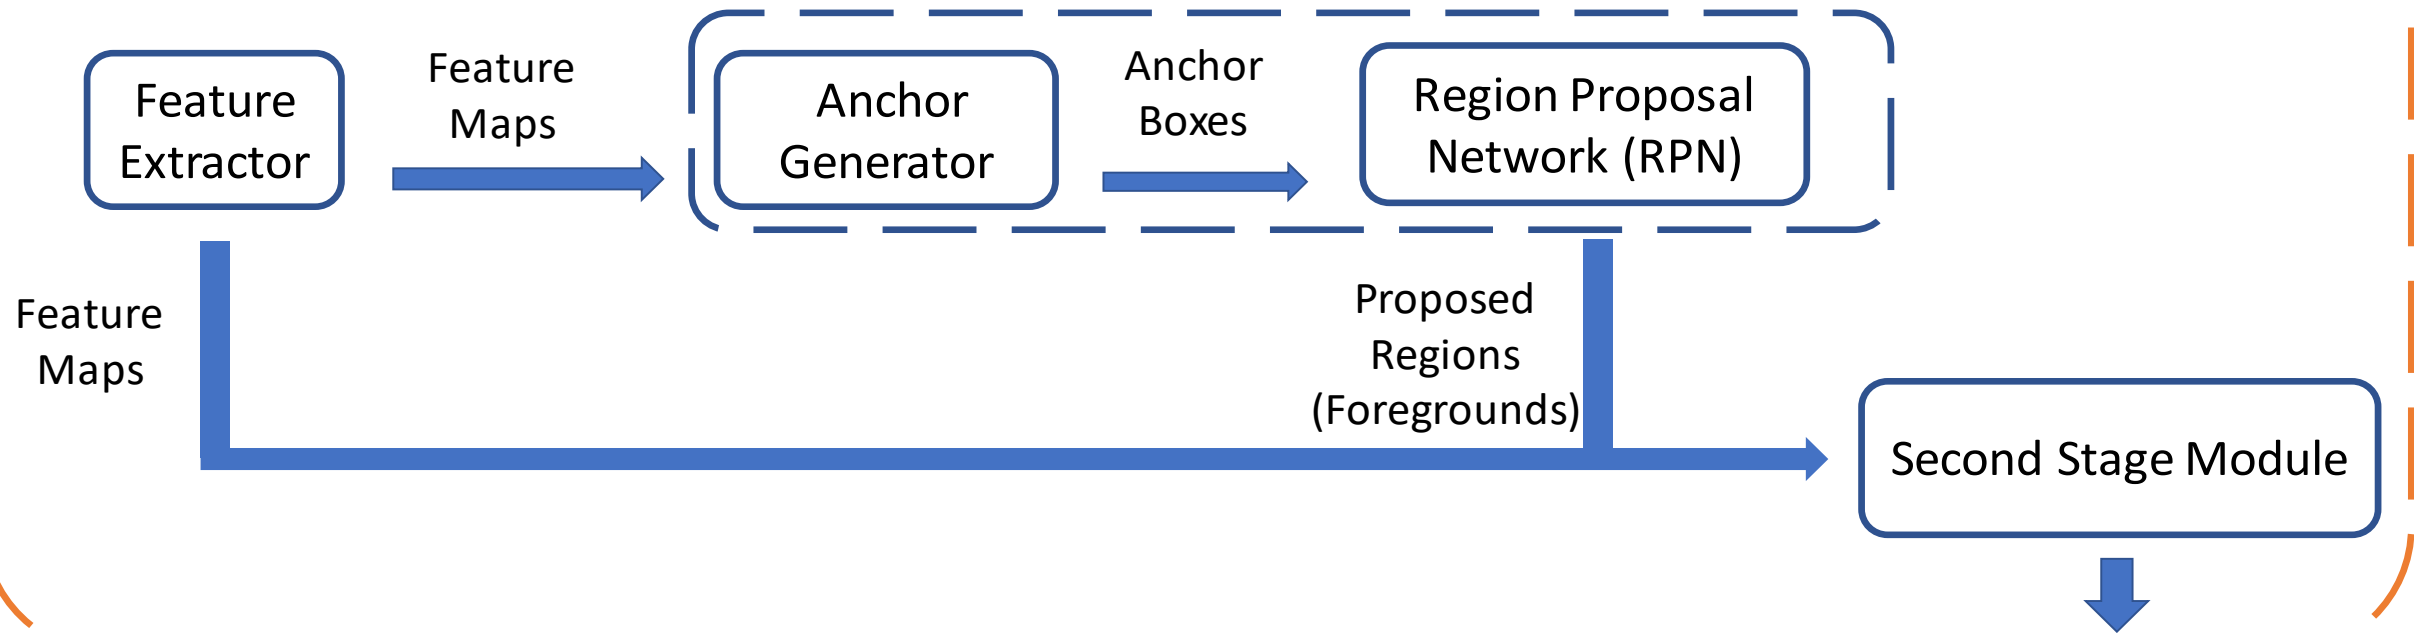 Feature
Extractor
Feature
Maps
Anchor
Generator
Anchor
Boxes
Region Proposal
Network (RPN)
Feature
Maps
Proposed
Regions
(Foregrounds)
Second Stage Module